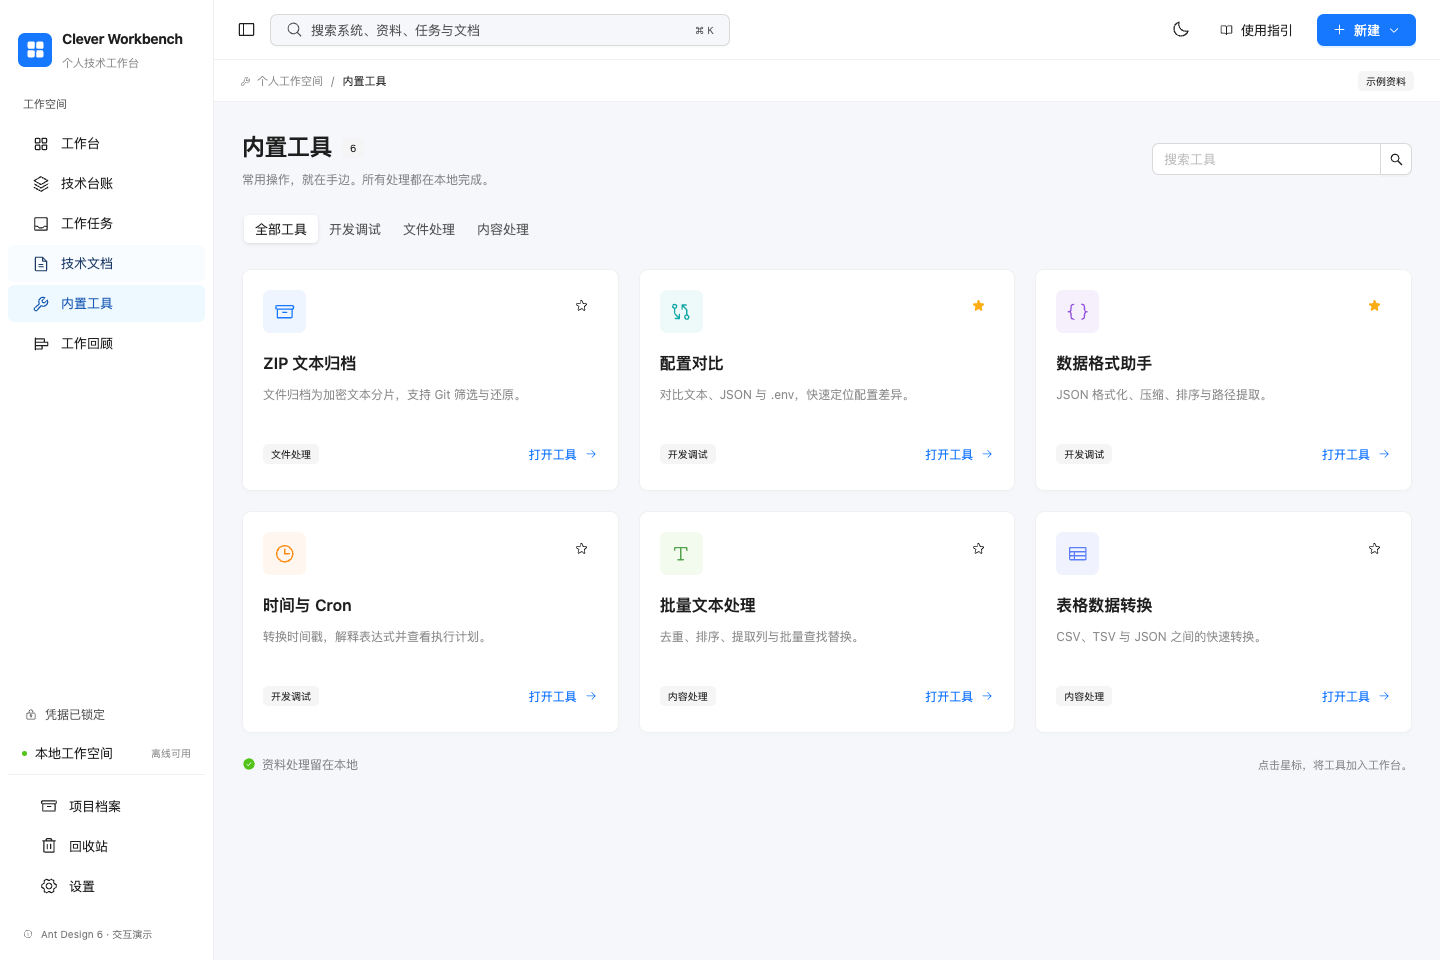 Clever Workbench
个人技术工作台
工作空间
工作台
技术台账
工作任务
技术文档
内置工具
工作回顾
凭据已锁定
本地工作空间 离线可用
项目档案
回收站
设置
Ant Design 6 · 交互演示
搜索系统、资料、任务与文档 ⌘ K
使用指引
新建
个人工作空间 / 内置工具
示例资料
内置工具 6
常用操作，就在手边。所有处理都在本地完成。
搜索工具
全部工具 开发调试 文件处理 内容处理
ZIP 文本归档
文件归档为加密文本分片，支持 Git 筛选与还原。
文件处理 打开工具
配置对比
对比文本、JSON 与 .env，快速定位配置差异。
开发调试 打开工具
数据格式助手
JSON 格式化、压缩、排序与路径提取。
开发调试 打开工具
时间与 Cron
转换时间戳，解释表达式并查看执行计划。
开发调试 打开工具
批量文本处理
去重、排序、提取列与批量查找替换。
内容处理 打开工具
表格数据转换
CSV、TSV 与 JSON 之间的快速转换。
内容处理 打开工具
资料处理留在本地
点击星标，将工具加入工作台。